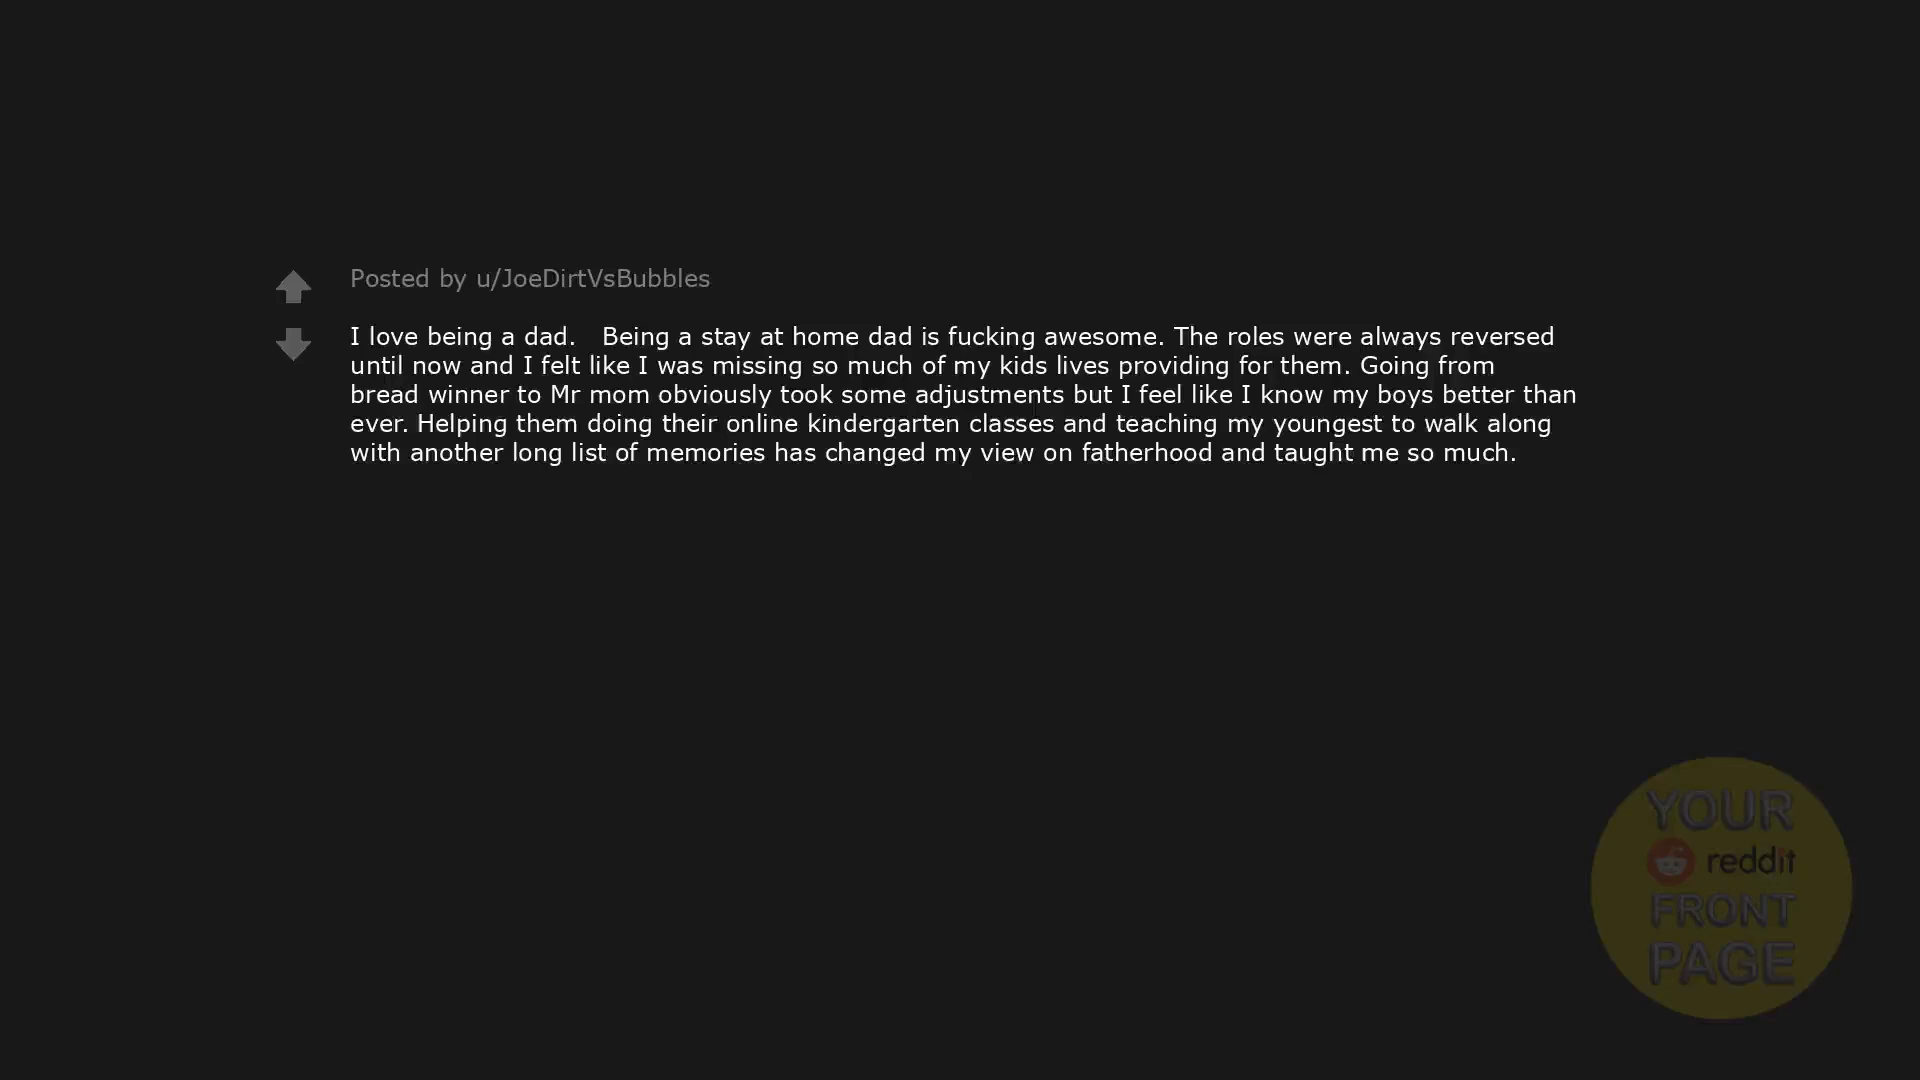 Posted by u/JoeDirtVsBubbles
I love being a dad.   Being a stay at home dad is fucking awesome. The roles were always reversed
until now and I felt like I was missing so much of my kids lives providing for them. Going from
bread winner to Mr mom obviously took some adjustments but I feel like I know my boys better than
ever. Helping them doing their online kindergarten classes and teaching my youngest to walk along
with another long list of memories has changed my view on fatherhood and taught me so much.
YOUR
reddit
FRONT
PAGE